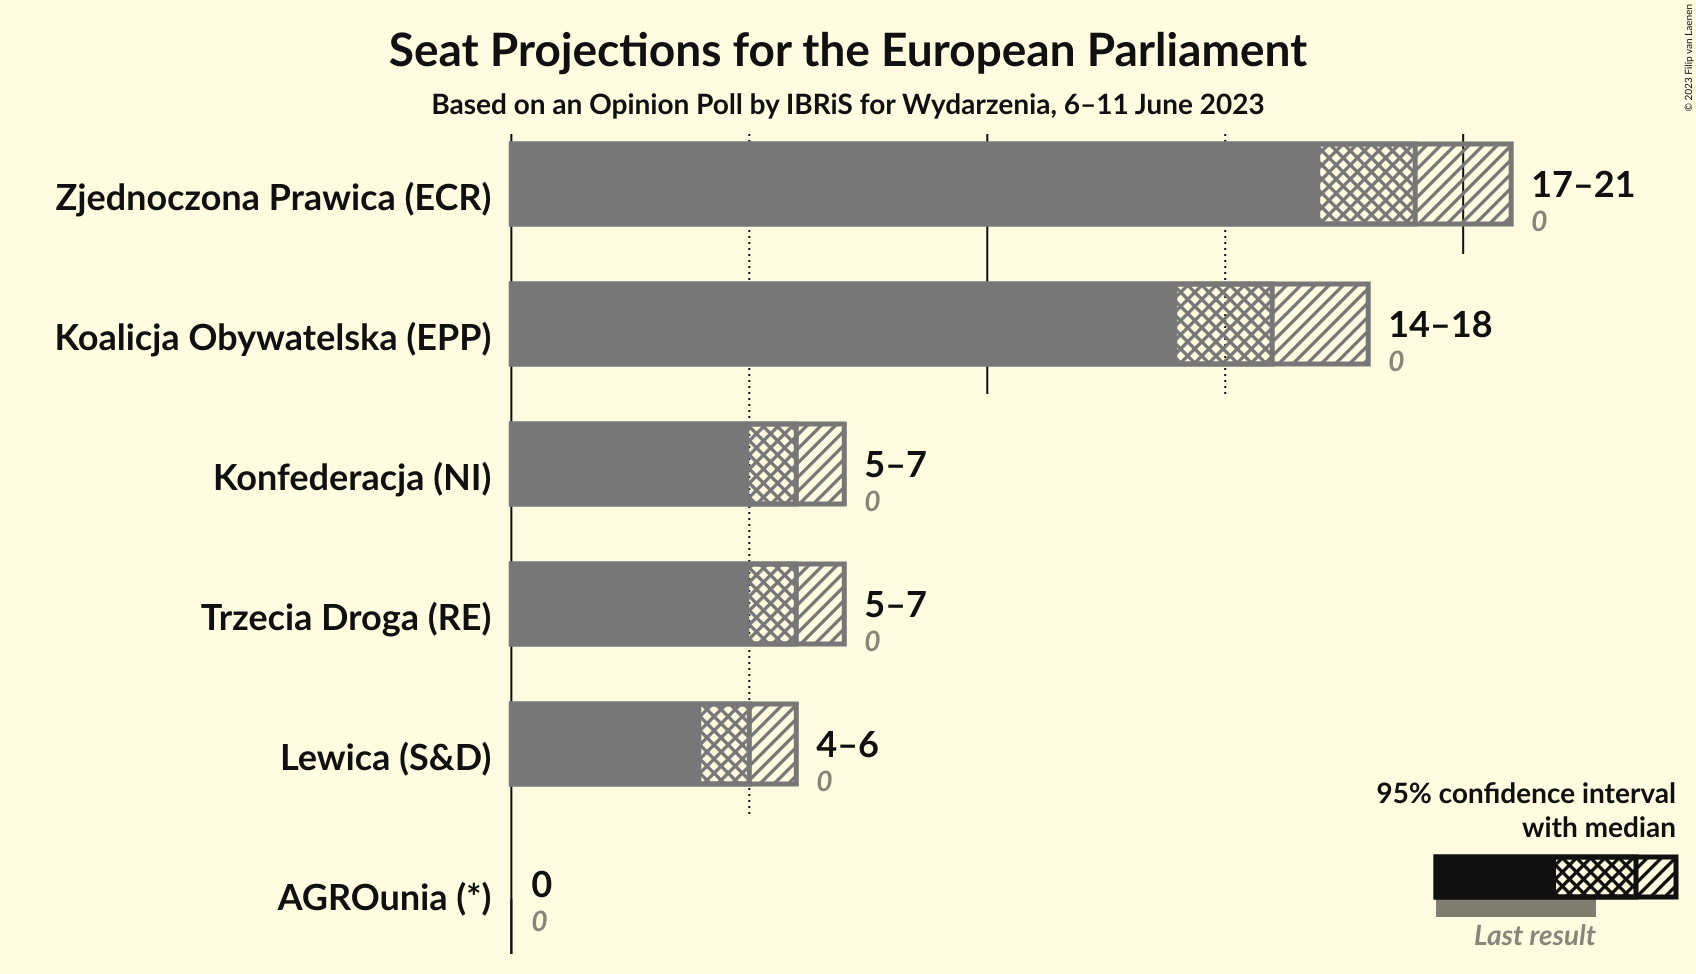 Seat Projections for the European Parliament
Based on an Opinion Poll by IBRiS for Wydarzenia, 6–11 June 2023
© 2023 Filip van Laenen
Zjednoczona Prawica (ECR)
17–21
0
Koalicja Obywatelska (EPP)
14–18
0
Konfederacja (NI)
5–7
0
Trzecia Droga (RE)
5–7
0
Lewica (S&D)
4–6
0
AGROunia (*)
0
0
95% confidence interval
with median
Last result